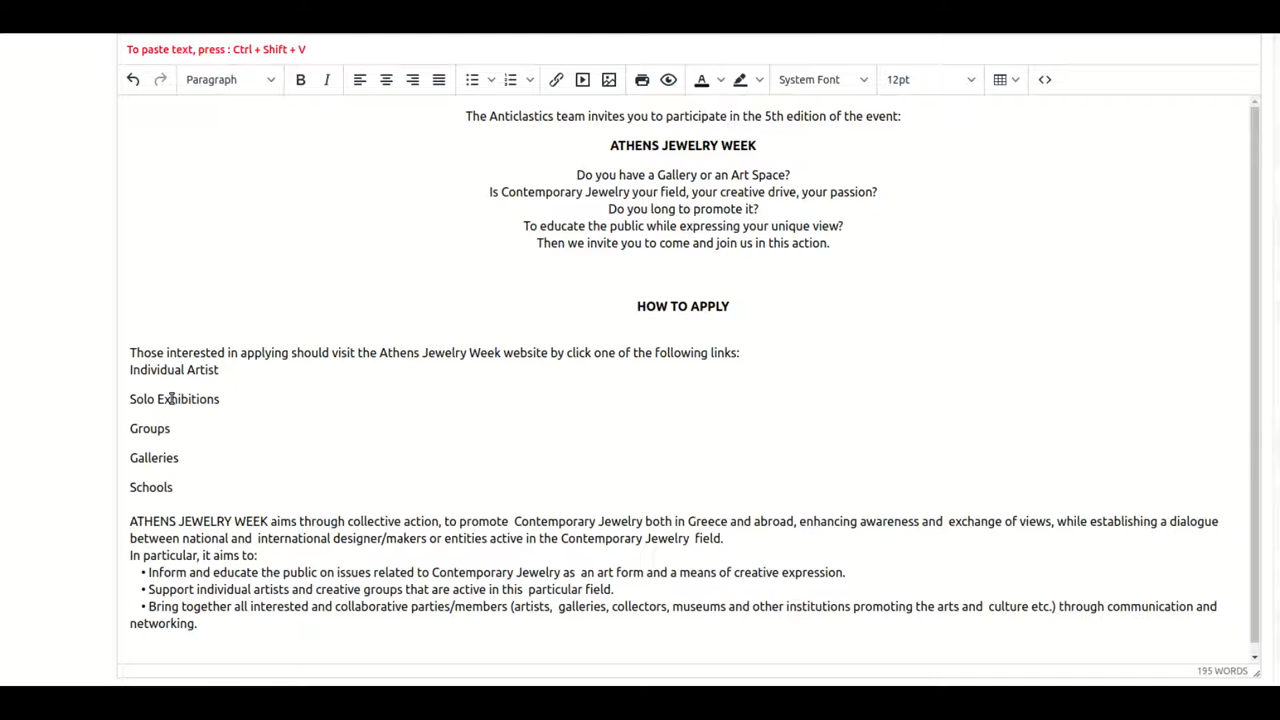 To paste text, press : Ctrl + Shift + V
Paragraph B I A System Font 12pt
The Anticlastics team invites you to participate in the 5th edition of the event:
ATHENS JEWELRY WEEK
Do you have a Gallery or an Art Space?
Is Contemporary Jewelry your field, your creative drive, your passion?
Do you long to promote it?
To educate the public while expressing your unique view?
Then we invite you to come and join us in this action.
HOW TO APPLY
Those interested in applying should visit the Athens Jewelry Week website by click one of the following links:
Individual Artist
Solo Exhibitions
Groups
Galleries
Schools
ATHENS JEWELRY WEEK aims through collective action, to promote Contemporary Jewelry both in Greece and abroad, enhancing awareness and exchange of views, while establishing a dialogue
between national and international designer/makers or entities active in the Contemporary Jewelry field.
In particular, it aims to:
• Inform and educate the public on issues related to Contemporary Jewelry as an art form and a means of creative expression.
• Support individual artists and creative groups that are active in this particular field.
• Bring together all interested and collaborative parties/members (artists, galleries, collectors, museums and other institutions promoting the arts and culture etc.) through communication and
networking.
195 WORDS